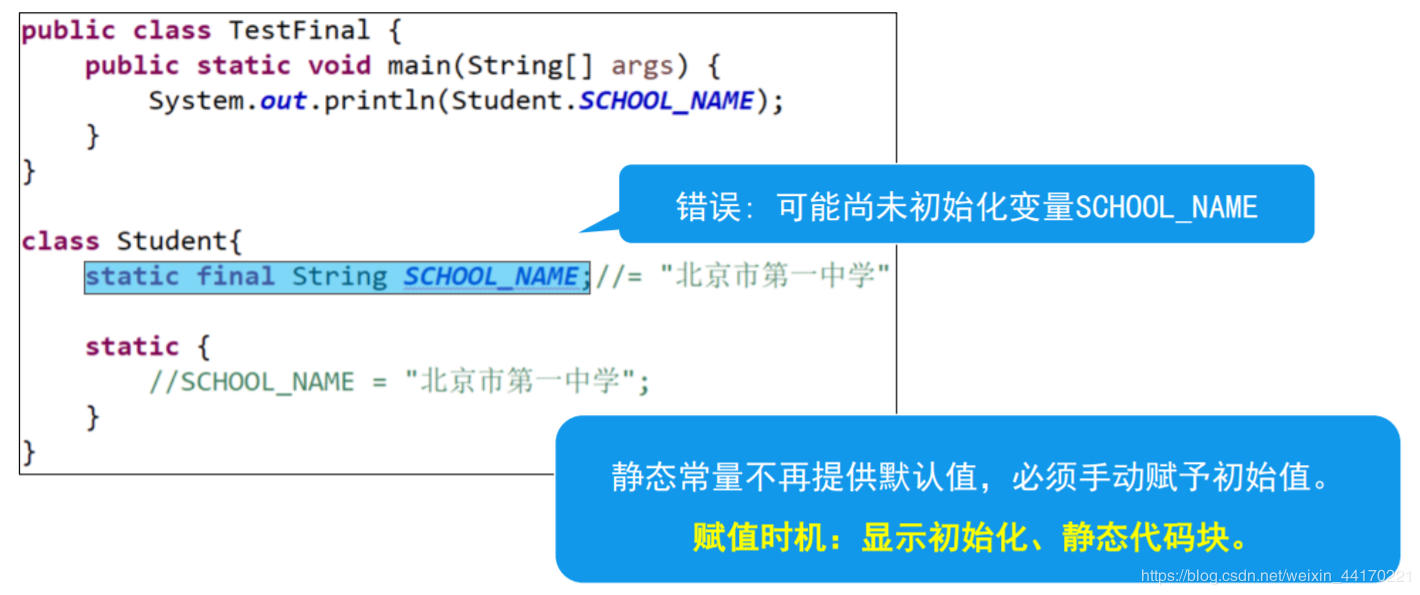 public class TestFinal {
public static void main(String[] args) {
System.out.println(Student.SCHOOL_NAME);
}
}
错误: 可能尚未初始化变量SCHOOL_NAME
class Student{
static final String SCHOOL_NAME;//= "北京市第一中学"
static {
//SCHOOL_NAME = "北京市第一中学";
}
}
静态常量不再提供默认值，必须手动赋予初始值。
赋值时机：显示初始化、静态代码块。
https://blog.csdn.net/weixin_44170221